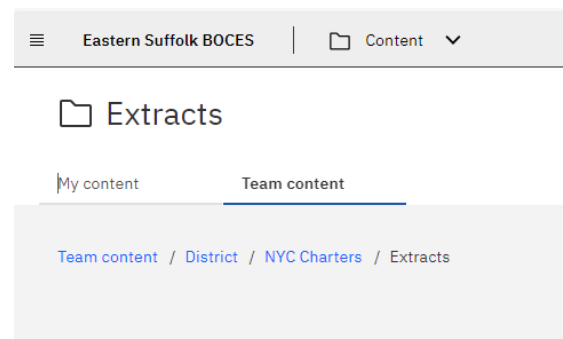 Eastern Suffolk BOCES Content
Extracts
My content Team content
Team content / District / NYC Charters / Extracts